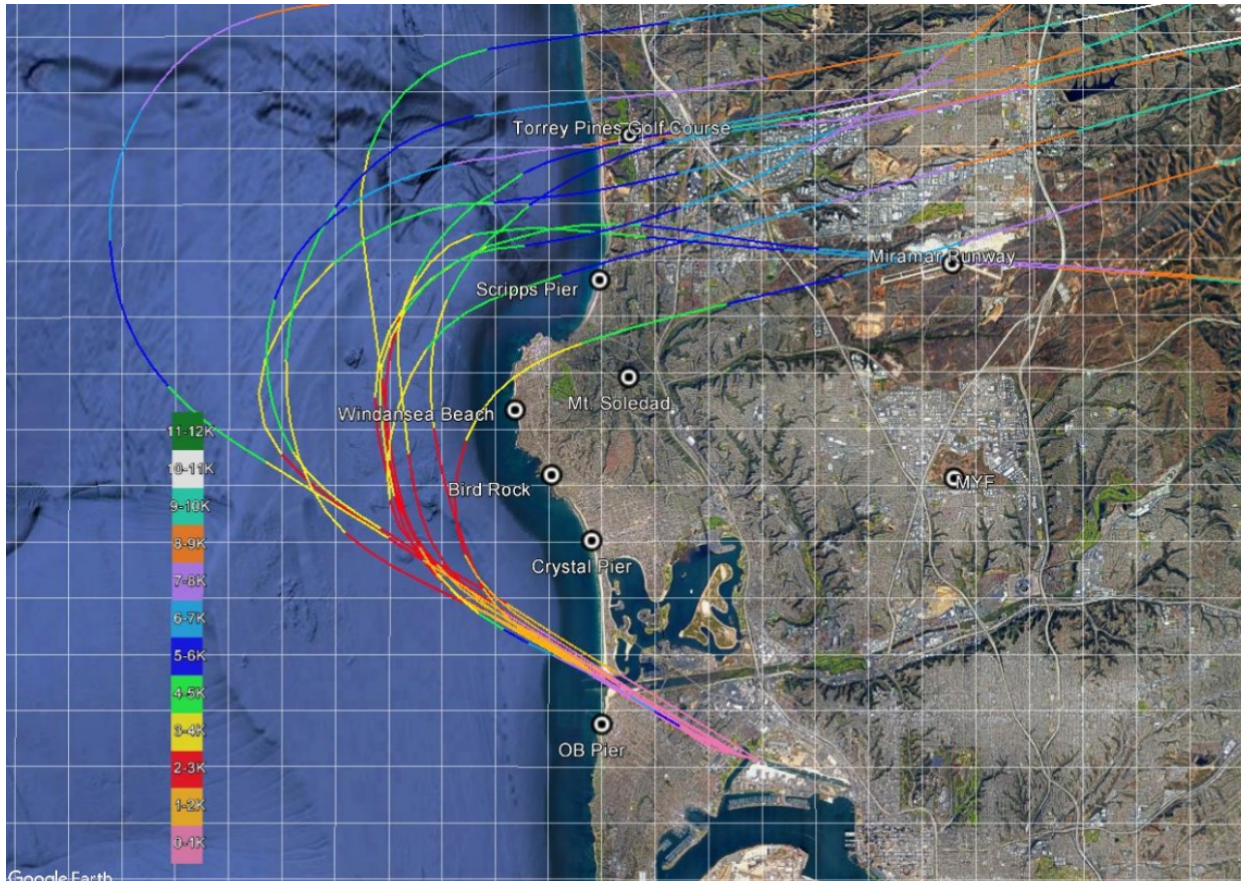 Torrey Pines Golf Course
Miramar Runway
Scripps Pier
Mt. Soledad
Windansea Beach
11-12K
10-11K
9-10K
8-9K
7-8K
6-7K
5-6K
4-5K
3-4K
2-3K
1-2K
0-1K
Bird Rock
MYF
Crystal Pier
OB Pier
Google Earth